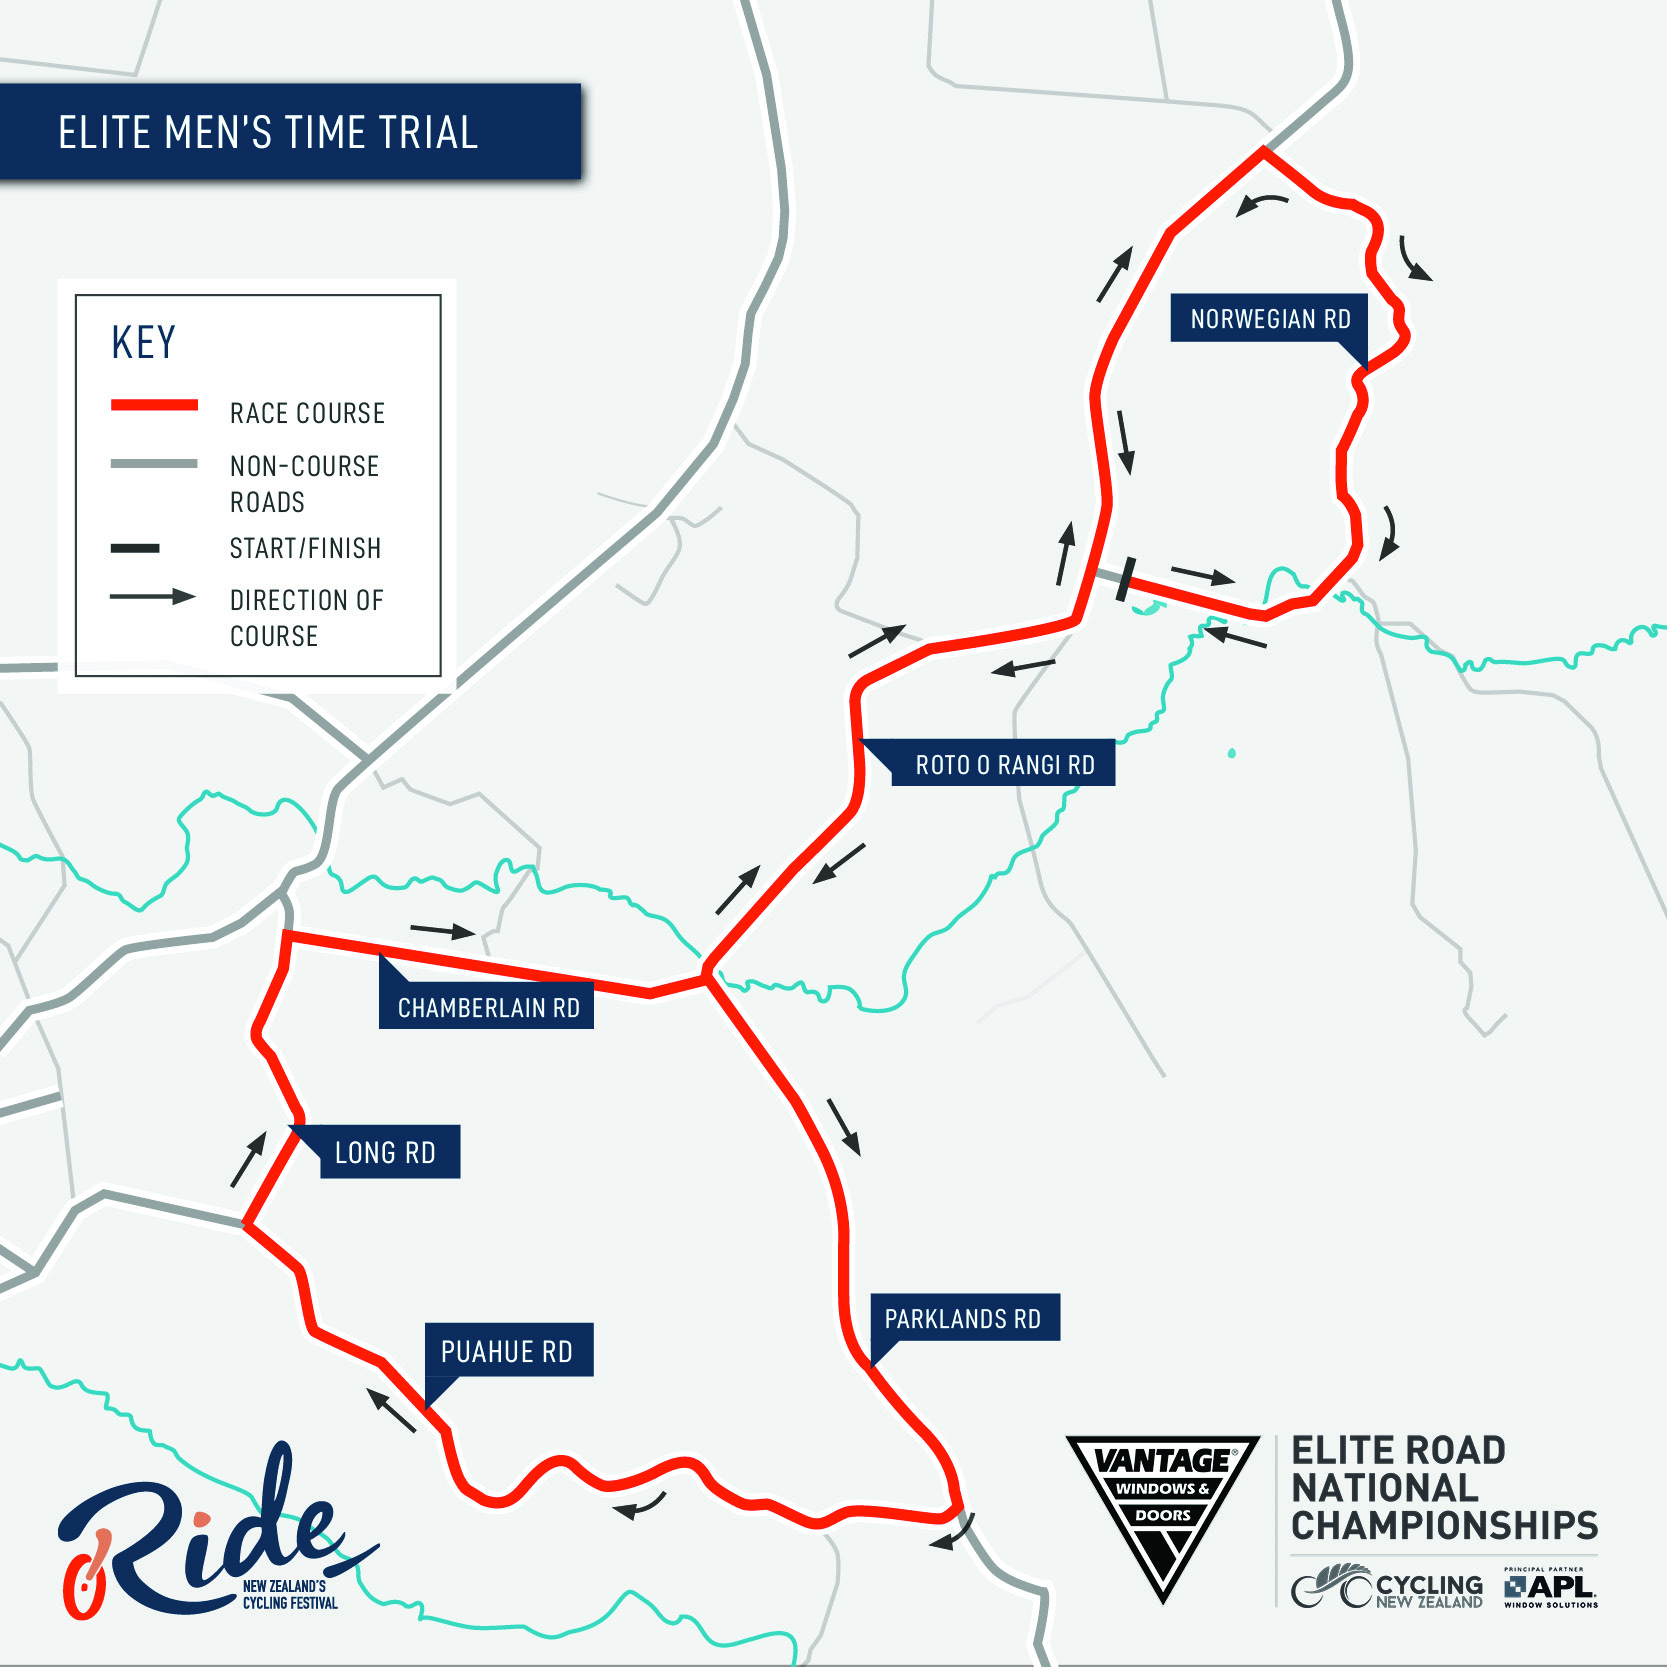 ELITE MEN'S TIME TRIAL
KEY
RACE COURSE
NON-COURSE
ROADS
START/FINISH
DIRECTION OF
COURSE
NORWEGIAN RD
ROTO O RANGI RD
CHAMBERLAIN RD
LONG RD
PARKLANDS RD
PUAHUE RD
Ride
NEW ZEALAND'S
CYCLING FESTIVAL
VANTAGE®
WINDOWS &
DOORS
ELITE ROAD
NATIONAL
CHAMPIONSHIPS
CYCLING
NEW ZEALAND
PRINCIPAL PARTNER
APL
WINDOW SOLUTIONS